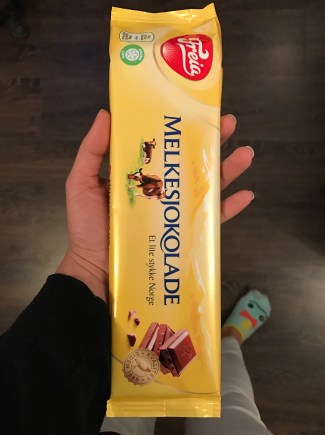 Freia
MELKESJOKOLADE
Et lite stykke Norge